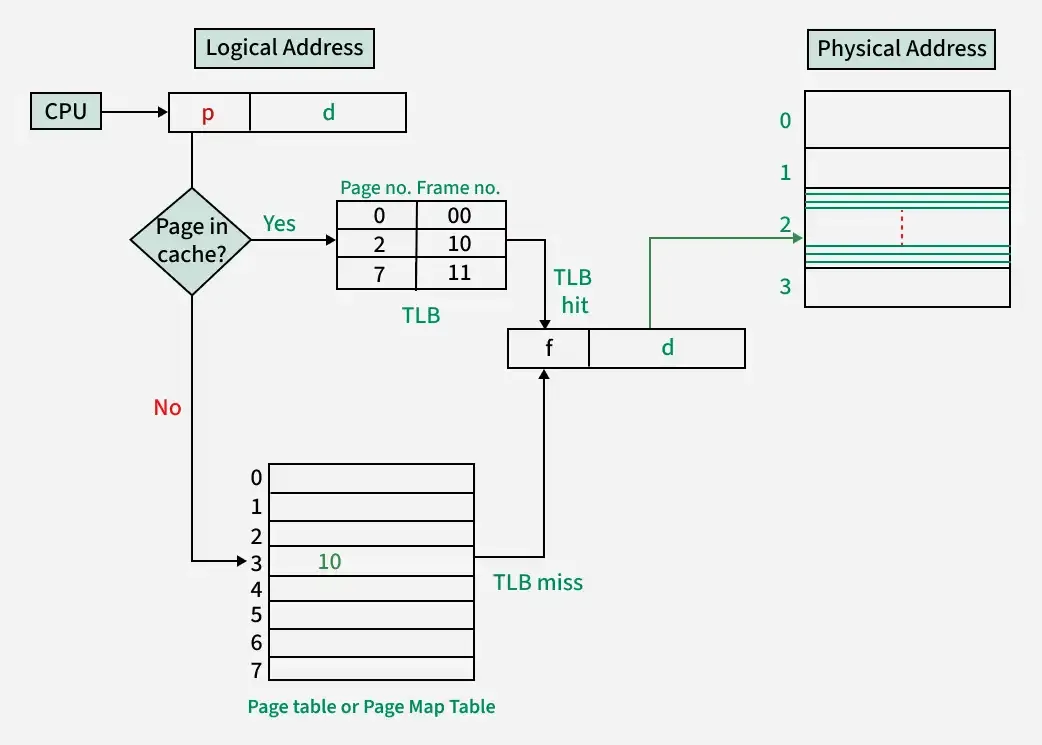 Logical Address
Physical Address
CPU
p d
0
1
2
3
Page in
cache?
Yes
Page no. Frame no.
0 00
2 10
7 11
TLB
TLB
hit
f d
No
0
1
2
3 10
4
5
6
7
TLB miss
Page table or Page Map Table